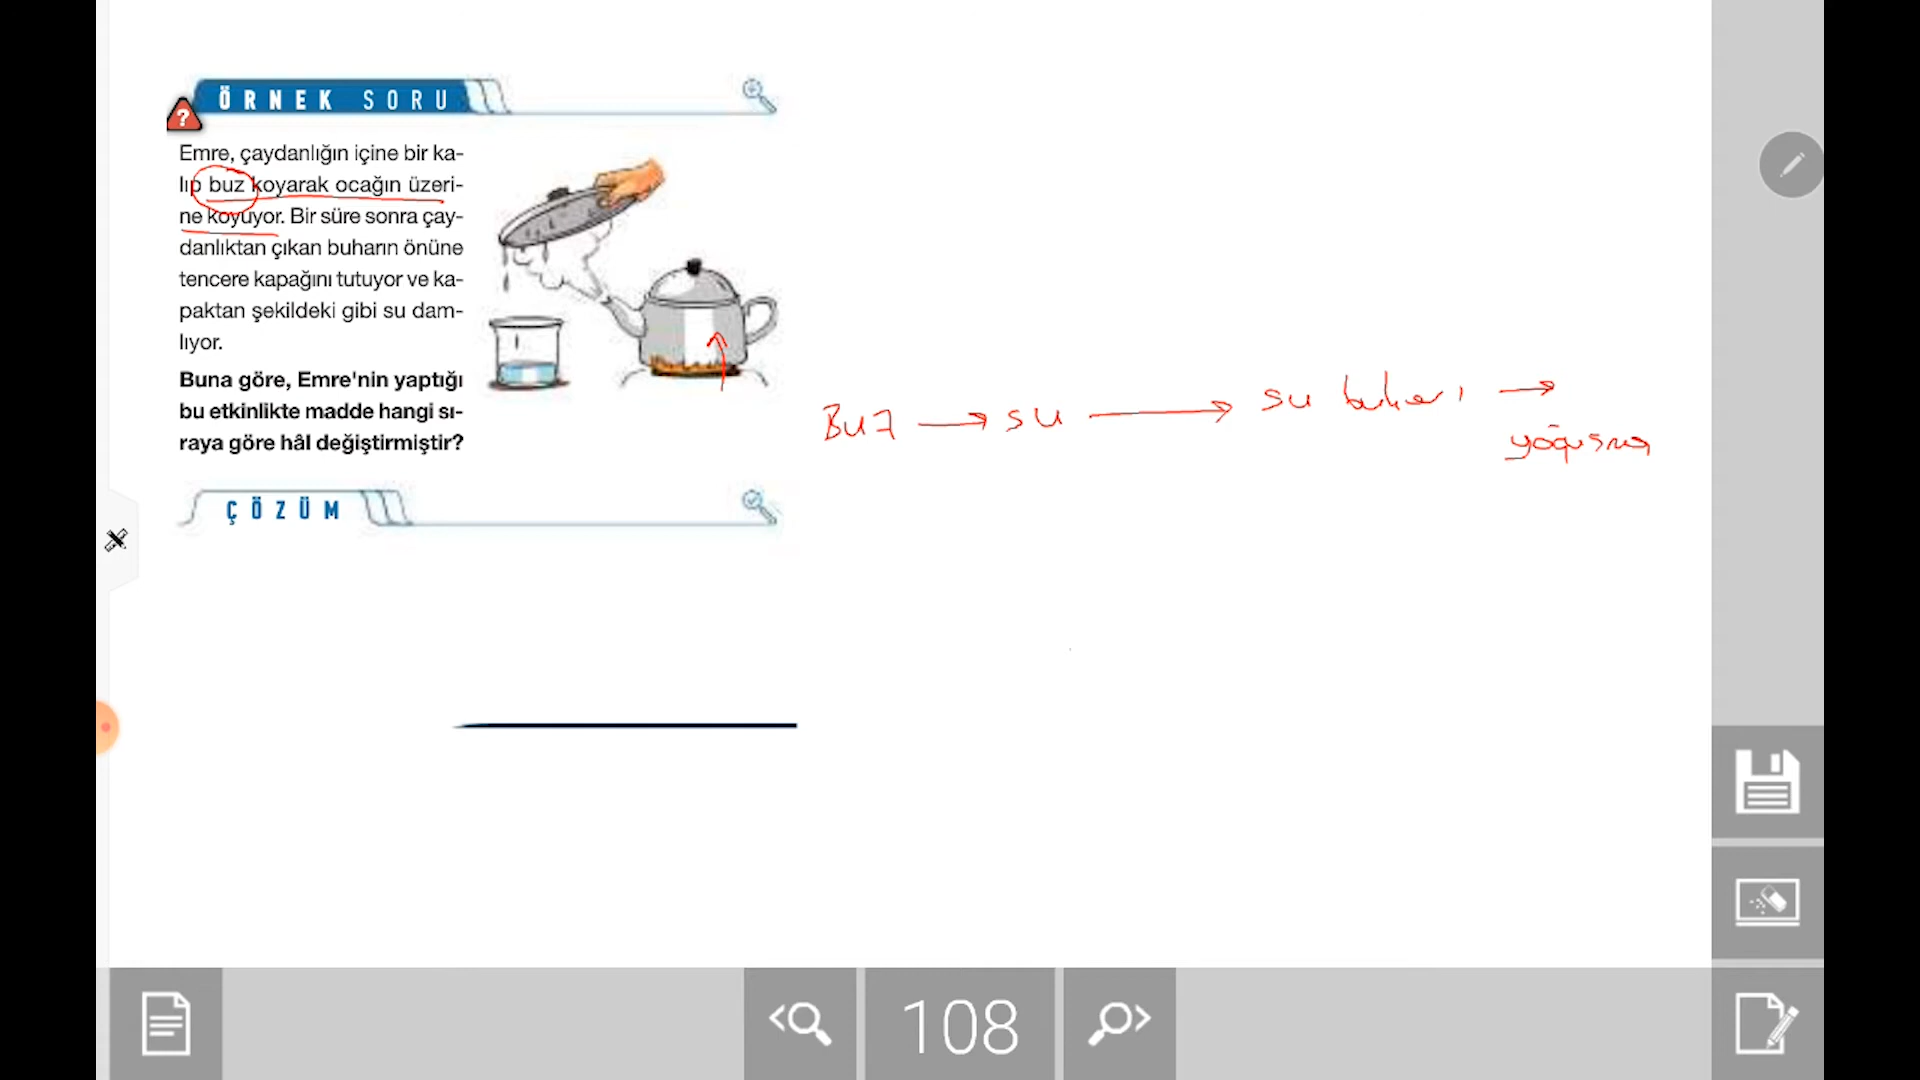 ÖRNEK SORU
?
Emre, çaydanlığın içine bir ka-
lıp buz koyarak ocağın üzeri-
ne koyuyor. Bir süre sonra çay-
danlıktan çıkan buharın önüne
tencere kapağını tutuyor ve ka-
paktan şekildeki gibi su dam-
lıyor.
Buna göre, Emre'nin yaptığı
bu etkinlikte madde hangi sı-
raya göre hâl değiştirmiştir?
Buz → su → su buharı →
yoğuşma
ÇÖZÜM
108